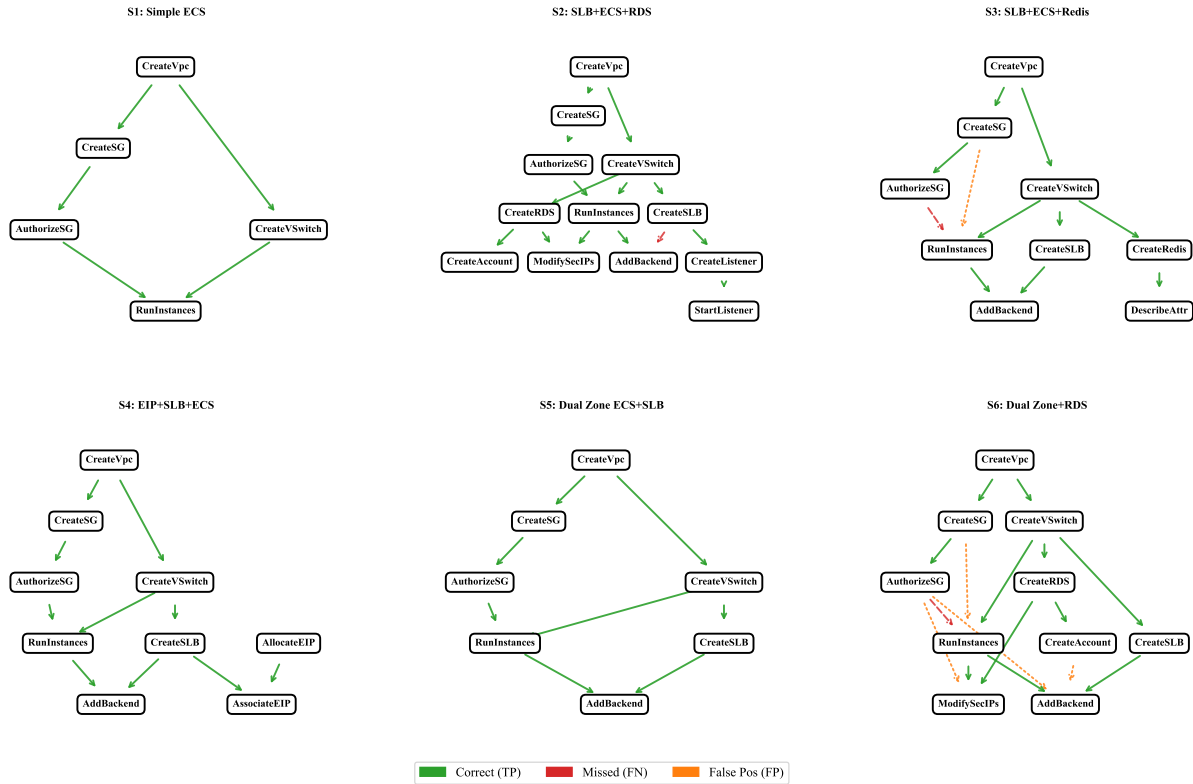 S1: Simple ECS
CreateVpc
CreateSG
AuthorizeSG
CreateVSwitch
RunInstances
S2: SLB+ECS+RDS
CreateVpc
CreateSG
AuthorizeSG
CreateVSwitch
CreateRDS
RunInstances
CreateSLB
CreateAccount
ModifySecIPs
AddBackend
CreateListener
StartListener
S3: SLB+ECS+Redis
CreateVpc
CreateSG
AuthorizeSG
CreateVSwitch
RunInstances
CreateSLB
CreateRedis
AddBackend
DescribeAttr
S4: EIP+SLB+ECS
CreateVpc
CreateSG
AuthorizeSG
CreateVSwitch
RunInstances
CreateSLB
AllocateEIP
AddBackend
AssociateEIP
S5: Dual Zone ECS+SLB
CreateVpc
CreateSG
AuthorizeSG
CreateVSwitch
RunInstances
CreateSLB
AddBackend
S6: Dual Zone+RDS
CreateVpc
CreateSG
CreateVSwitch
AuthorizeSG
CreateRDS
RunInstances
CreateAccount
CreateSLB
ModifySecIPs
AddBackend
Correct (TP)
Missed (FN)
False Pos (FP)